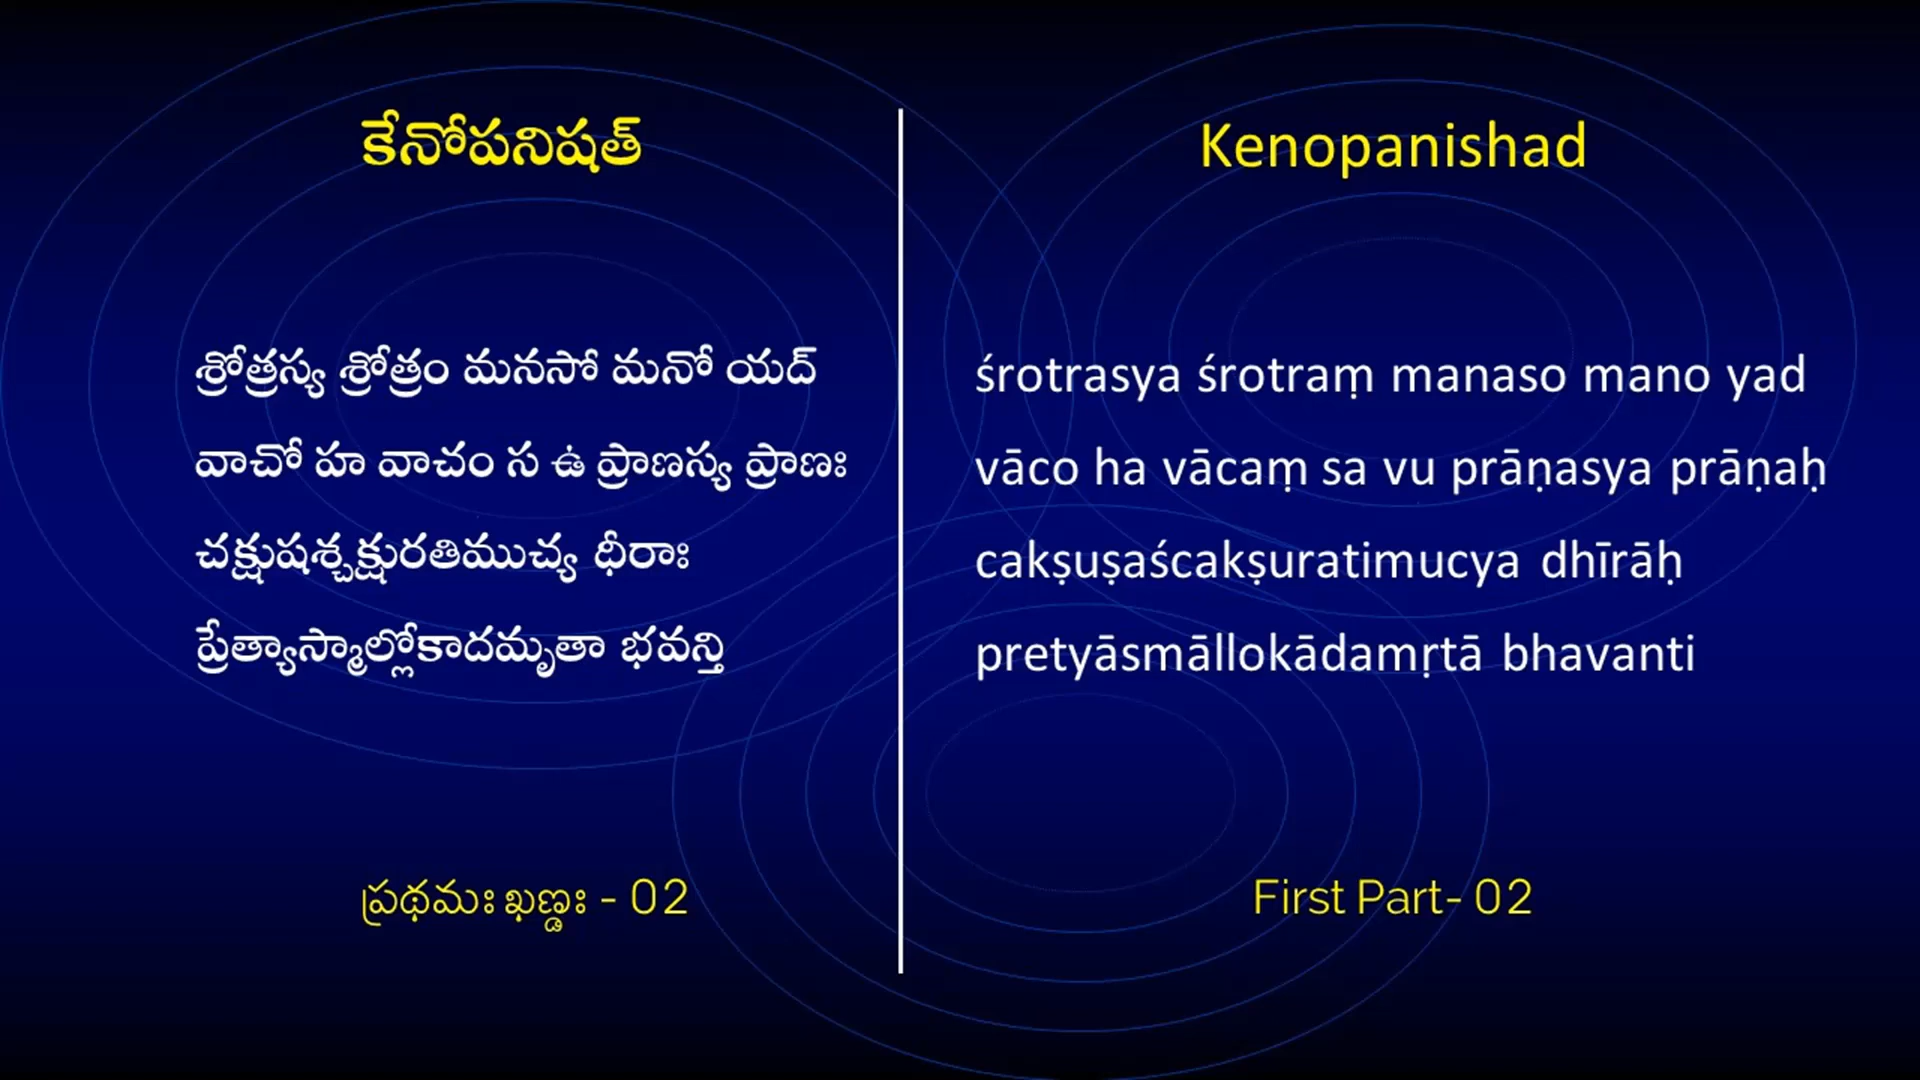 కేనోపనిషత్
శ్రోత్రస్య శ్రోత్రం మనసో మనో యద్
వాచో హ వాచం స ఉ ప్రాణస్య ప్రాణః
చక్షుషశ్చక్షురతిముచ్య ధీరాః
ప్రేత్యాస్మాల్లోకాదమృతా భవన్తి
ప్రథమః ఖణ్డః - 02
Kenopanishad
śrotrasya śrotraṃ manaso mano yad
vāco ha vācaṃ sa vu prāṇasya prāṇaḥ
cakṣuṣaścakṣuratimucya dhīrāḥ
pretyāsmāllokādamṛtā bhavanti
First Part- 02